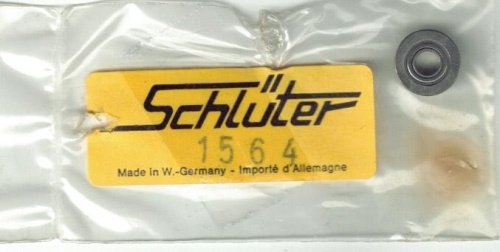 Schlüter
1564
Made in W.-Germany - Importé d'Allemagne